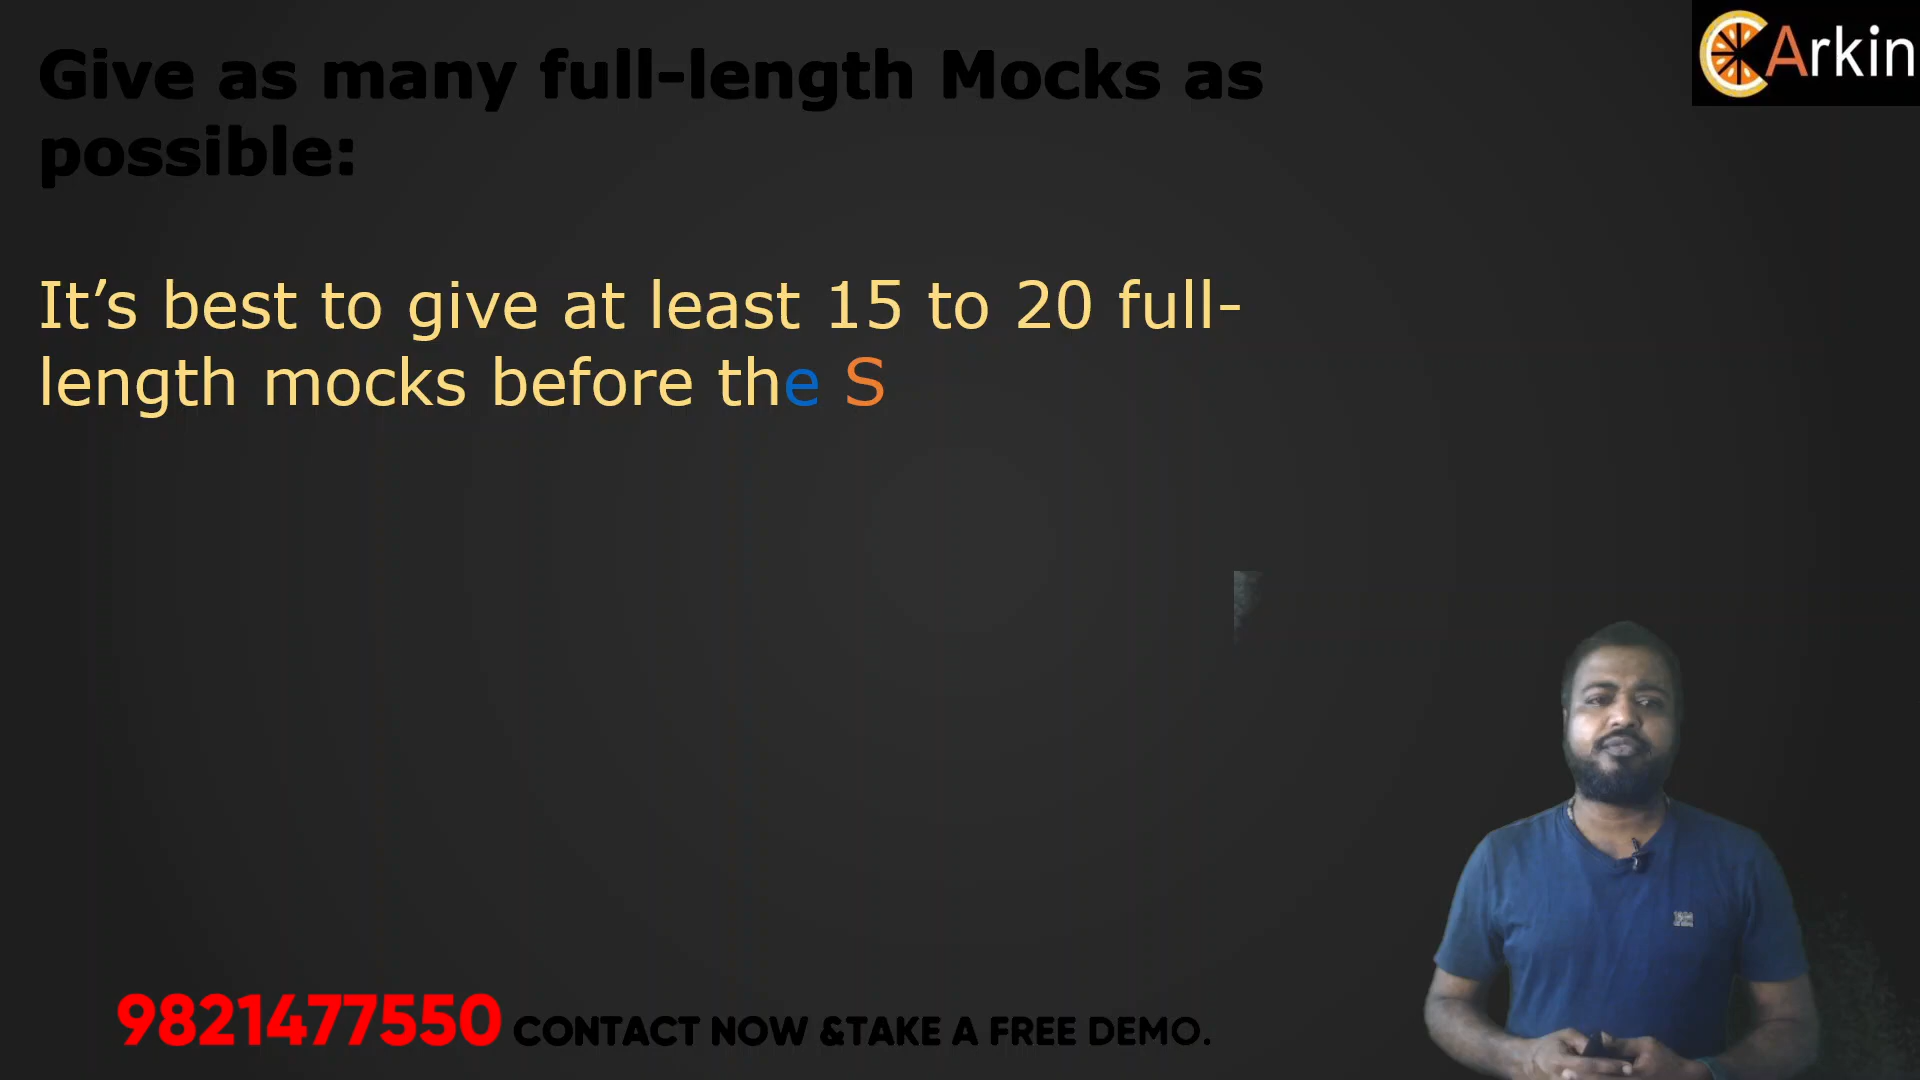 Give as many full-length Mocks as
possible:
Arkin
It’s best to give at least 15 to 20 full-
length mocks before the S
9821477550 CONTACT NOW &TAKE A FREE DEMO.